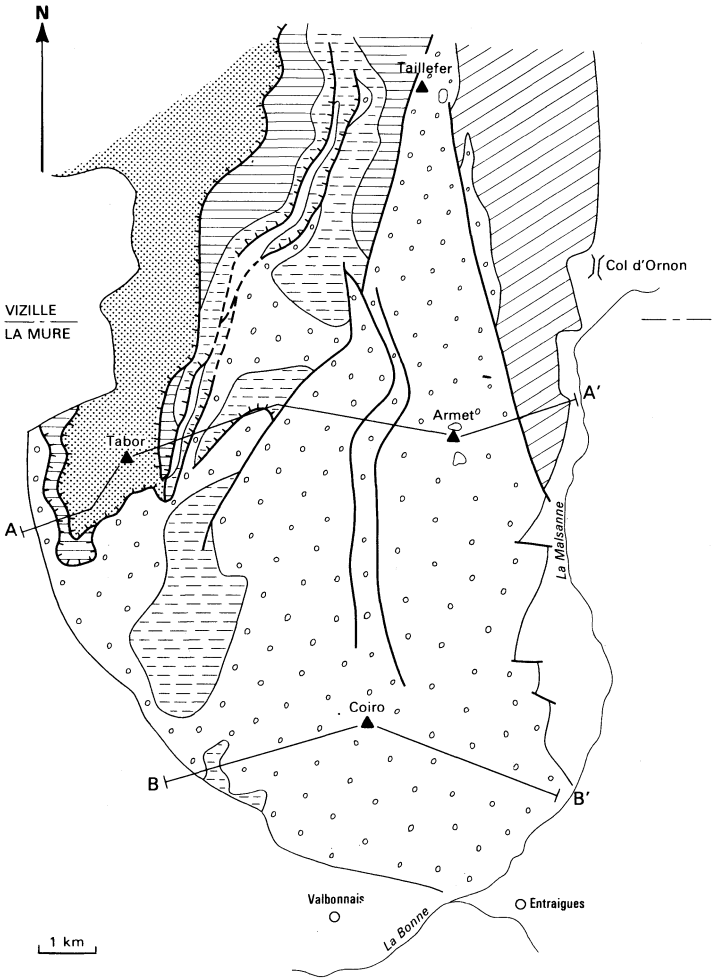 N
Taillefer
Col d'Ornon
VIZILLE
LA MURE
A'
Armet
Tabor
A
La Malsanne
Coiro
B
B'
Valbonnais
Entraigues
La Bonne
1 km